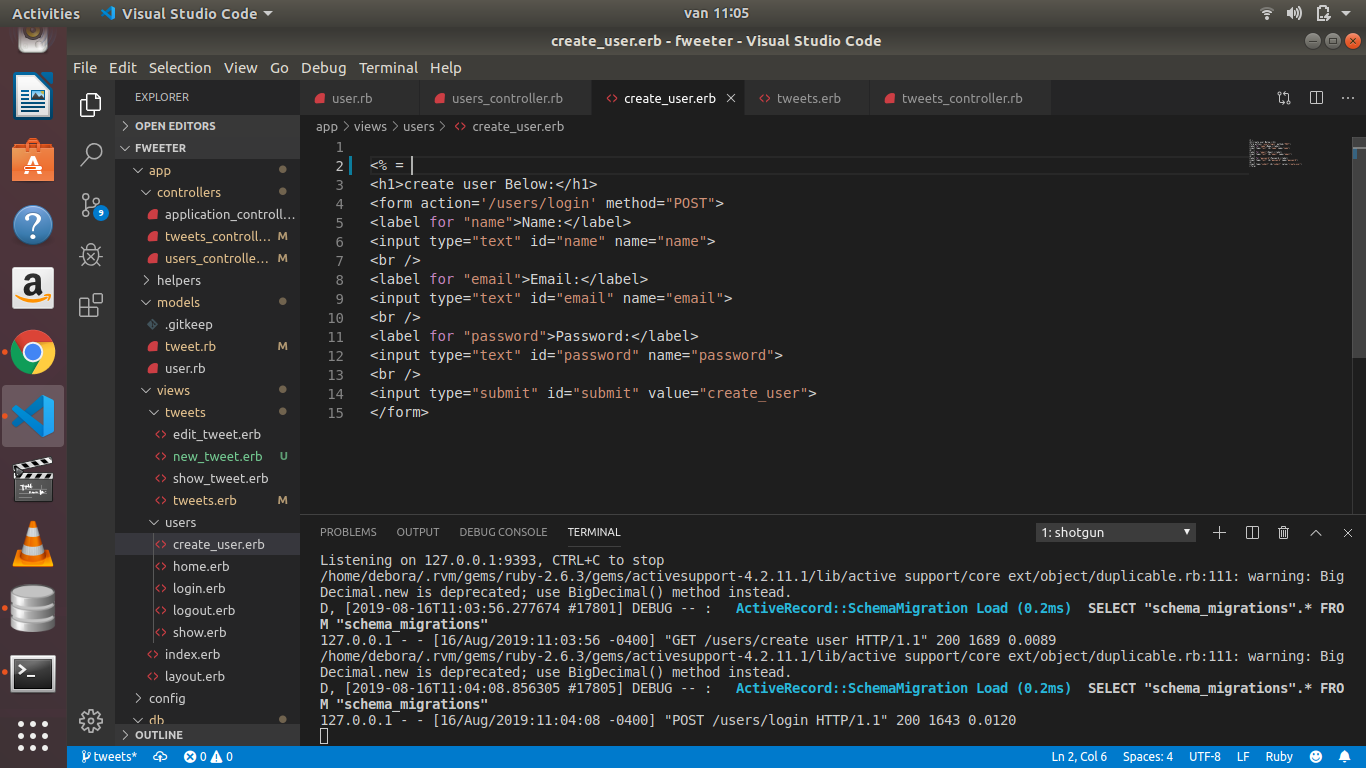 Activities
Visual Studio Code
van 11:05
create_user.erb - fweeter - Visual Studio Code
File Edit Selection View Go Debug Terminal Help
EXPLORER
OPEN EDITORS
FWEETER
app
controllers
application_controll...
tweets_controll... M
users_controlle... M
helpers
models
.gitkeep
tweet.rb M
user.rb
views
tweets
edit_tweet.erb
new_tweet.erb U
show_tweet.erb
tweets.erb M
users
create_user.erb
home.erb
login.erb
logout.erb
show.erb
index.erb
layout.erb
config
db
OUTLINE
9
user.rb users_controller.rb create_user.erb tweets.erb tweets_controller.rb
app > views > users > create_user.erb
1
2 <% =
3 <h1>create user Below:</h1>
4 <form action='/users/login' method="POST">
5 <label for "name">Name:</label>
6 <input type="text" id="name" name="name">
7 <br />
8 <label for "email">Email:</label>
9 <input type="text" id="email" name="email">
10 <br />
11 <label for "password">Password:</label>
12 <input type="text" id="password" name="password">
13 <br />
14 <input type="submit" id="submit" value="create_user">
15 </form>
PROBLEMS OUTPUT DEBUG CONSOLE TERMINAL
1: shotgun
Listening on 127.0.0.1:9393, CTRL+C to stop
/home/debora/.rvm/gems/ruby-2.6.3/gems/activesupport-4.2.11.1/lib/active support/core ext/object/duplicable.rb:111: warning: Big
Decimal.new is deprecated; use BigDecimal() method instead.
D, [2019-08-16T11:03:56.277674 #17801] DEBUG -- : ActiveRecord::SchemaMigration Load (0.2ms) SELECT "schema_migrations".* FRO
M "schema_migrations"
127.0.0.1 - - [16/Aug/2019:11:03:56 -0400] "GET /users/create user HTTP/1.1" 200 1689 0.0089
/home/debora/.rvm/gems/ruby-2.6.3/gems/activesupport-4.2.11.1/lib/active support/core ext/object/duplicable.rb:111: warning: Big
Decimal.new is deprecated; use BigDecimal() method instead.
D, [2019-08-16T11:04:08.856305 #17805] DEBUG -- : ActiveRecord::SchemaMigration Load (0.2ms) SELECT "schema_migrations".* FRO
M "schema_migrations"
127.0.0.1 - - [16/Aug/2019:11:04:08 -0400] "POST /users/login HTTP/1.1" 200 1643 0.0120
tweets* 0 0 Ln 2, Col 6 Spaces: 4 UTF-8 LF Ruby